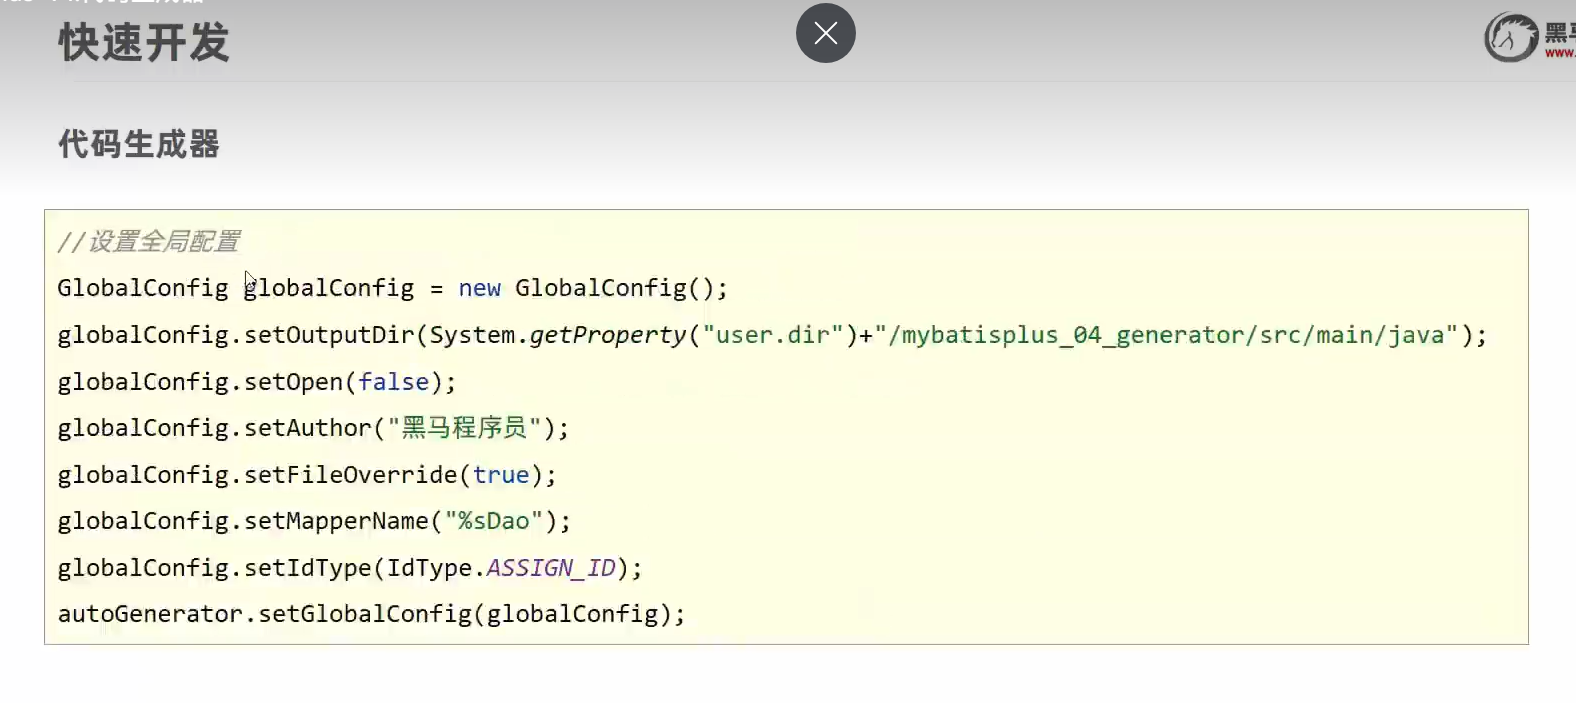 快速开发
黑
www.
代码生成器
//设置全局配置
GlobalConfig globalConfig = new GlobalConfig();
globalConfig.setOutputDir(System.getProperty("user.dir")+"/mybatisplus_04_generator/src/main/java");
globalConfig.setOpen(false);
globalConfig.setAuthor("黑马程序员");
globalConfig.setFileOverride(true);
globalConfig.setMapperName("%sDao");
globalConfig.setIdType(IdType.ASSIGN_ID);
autoGenerator.setGlobalConfig(globalConfig);